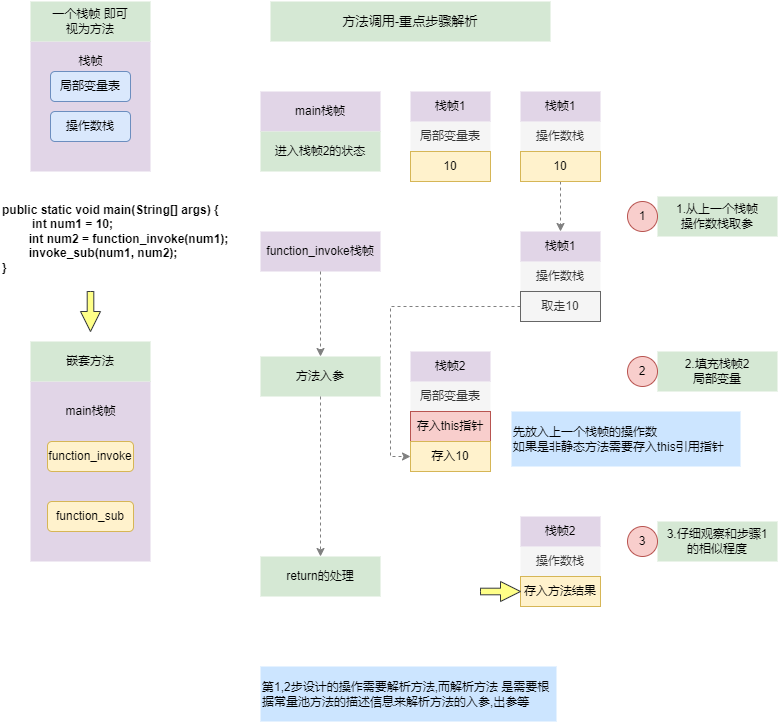 一个栈帧 即可
视为方法
栈帧
局部变量表
操作数栈
方法调用-重点步骤解析
main栈帧
进入栈帧2的状态
栈帧1
局部变量表
10
栈帧1
操作数栈
10
public static void main(String[] args) {
int num1 = 10;
int num2 = function_invoke(num1);
invoke_sub(num1, num2);
}
1
1.从上一个栈帧
操作数栈取参
function_invoke栈帧
栈帧1
操作数栈
取走10
嵌套方法
main栈帧
function_invoke
function_sub
方法入参
栈帧2
局部变量表
存入this指针
存入10
2
2.填充栈帧2
局部变量
先放入上一个栈帧的操作数
如果是非静态方法需要存入this引用指针
return的处理
栈帧2
操作数栈
存入方法结果
3
3.仔细观察和步骤1
的相似程度
第1,2步设计的操作需要解析方法,而解析方法 是需要根
据常量池方法的描述信息来解析方法的入参,出参等